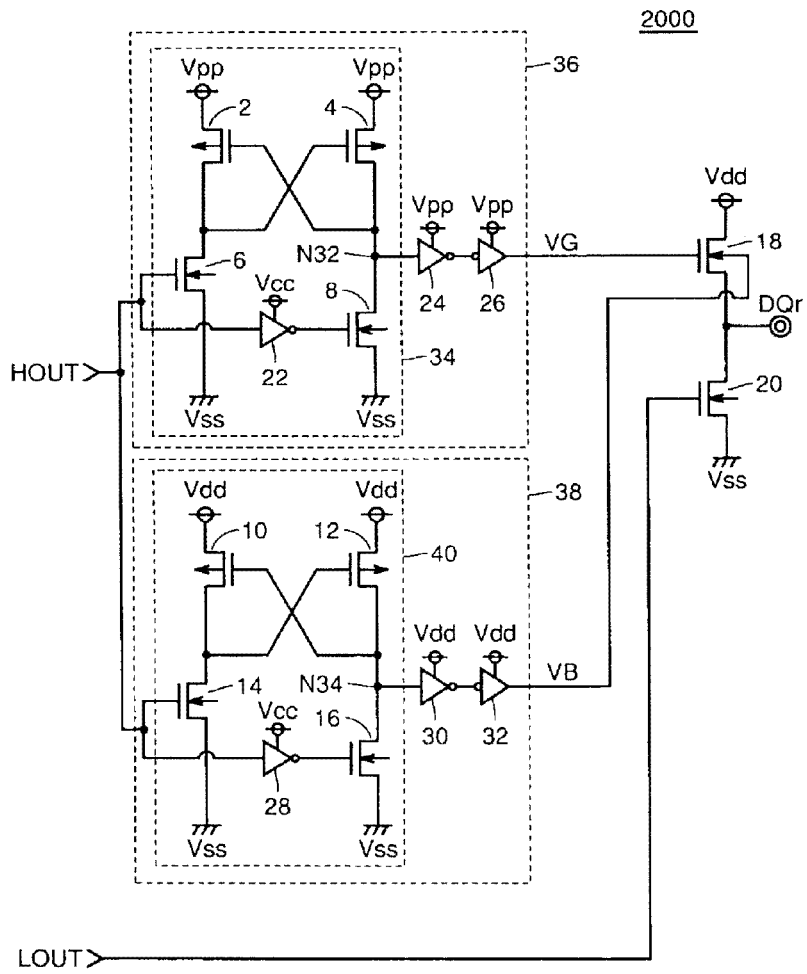 2000
36
Vpp Vpp
2 4
Vpp Vpp
Vdd
VG
18
N32
6
Vcc
8
24 26
DQr
22
34
HOUT
20
Vss Vss
Vss
Vdd Vdd
38
10 12
40
Vdd Vdd
14
N34
VB
Vcc
16
30 32
28
Vss Vss
LOUT